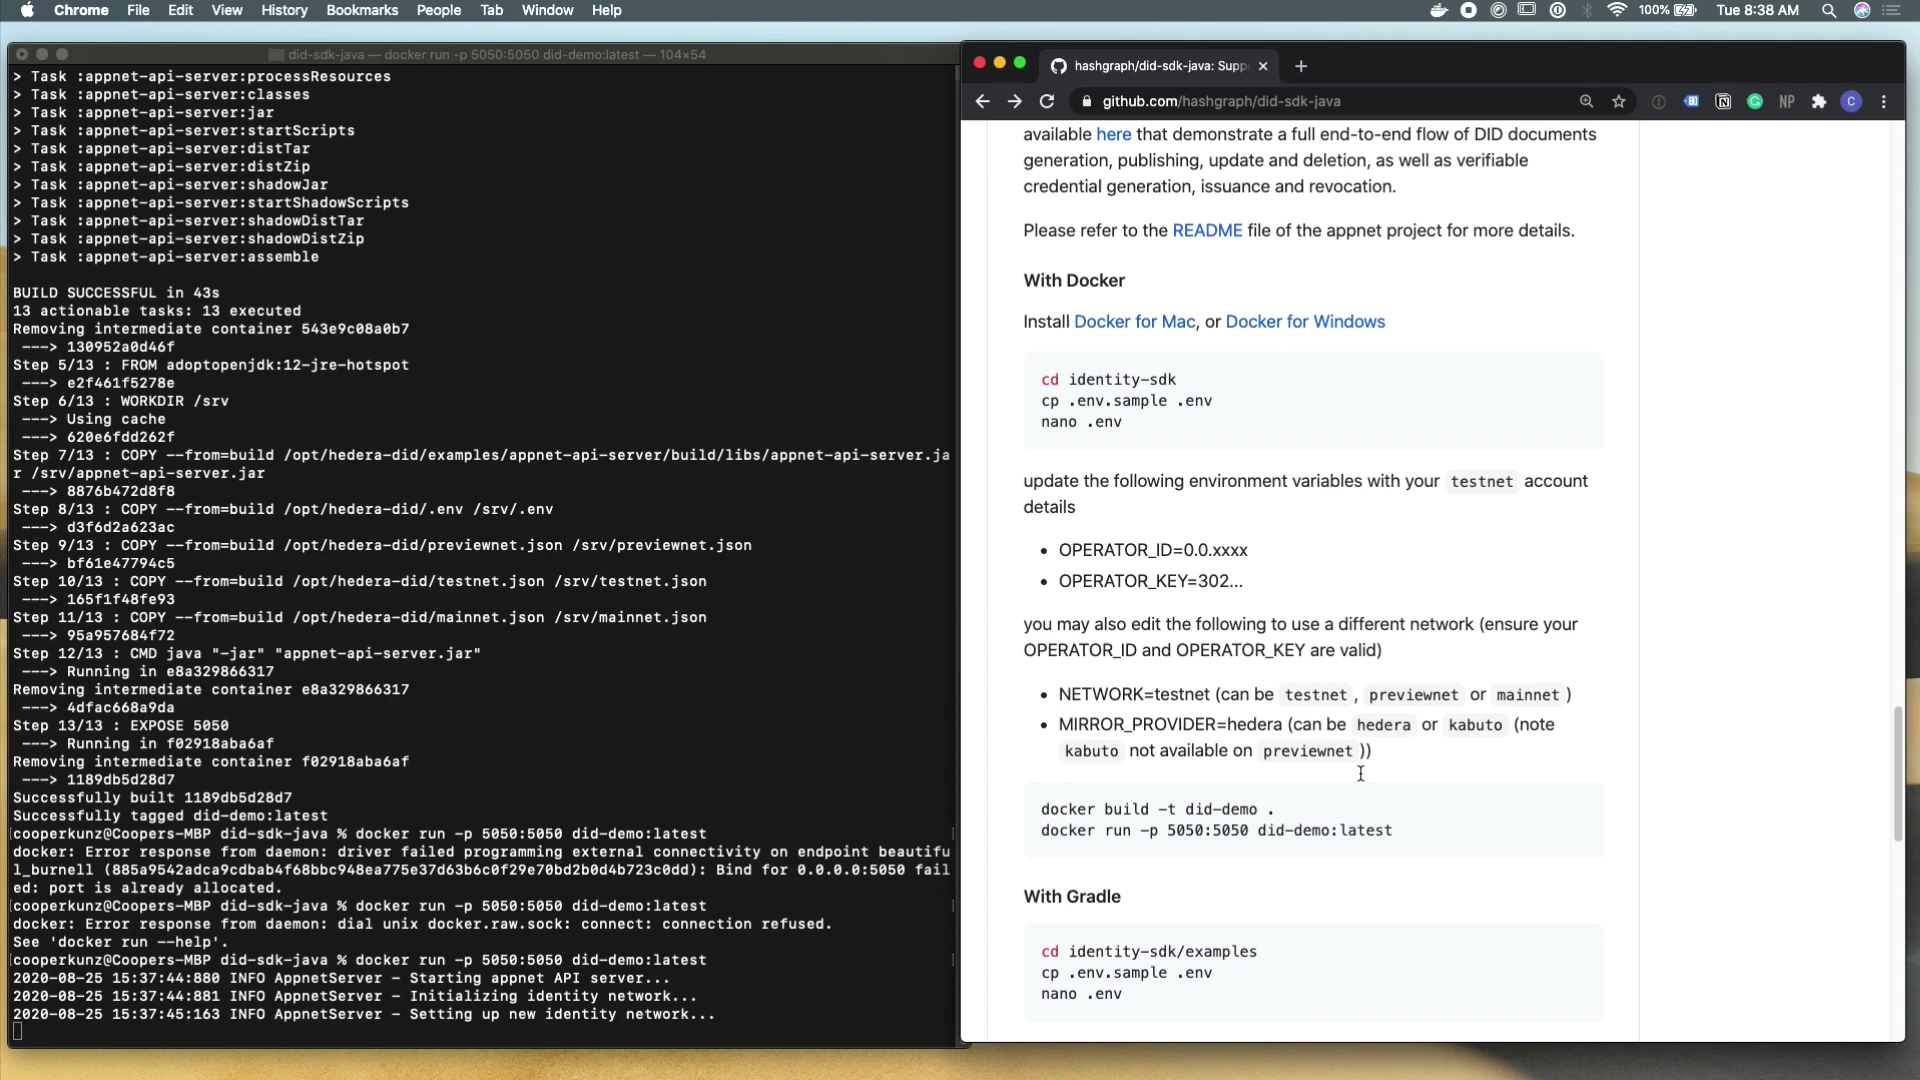 Chrome File Edit View History Bookmarks People Tab Window Help
100% Tue 8:38 AM
did-sdk-java — docker run -p 5050:5050 did-demo:latest — 104×54
> Task :appnet-api-server:processResources
> Task :appnet-api-server:classes
> Task :appnet-api-server:jar
> Task :appnet-api-server:startScripts
> Task :appnet-api-server:distTar
> Task :appnet-api-server:distZip
> Task :appnet-api-server:shadowJar
> Task :appnet-api-server:startShadowScripts
> Task :appnet-api-server:shadowDistTar
> Task :appnet-api-server:shadowDistZip
> Task :appnet-api-server:assemble
BUILD SUCCESSFUL in 43s
13 actionable tasks: 13 executed
Removing intermediate container 543e9c08a0b7
---> 130952a0d46f
Step 5/13 : FROM adoptopenjdk:12-jre-hotspot
---> e2f461f5278e
Step 6/13 : WORKDIR /srv
---> Using cache
---> 620e6fdd262f
Step 7/13 : COPY --from=build /opt/hedera-did/examples/appnet-api-server/build/libs/appnet-api-server.ja
r /srv/appnet-api-server.jar
---> 8876b472d8f8
Step 8/13 : COPY --from=build /opt/hedera-did/.env /srv/.env
---> d3f6d2a623ac
Step 9/13 : COPY --from=build /opt/hedera-did/previewnet.json /srv/previewnet.json
---> bf61e47794c5
Step 10/13 : COPY --from=build /opt/hedera-did/testnet.json /srv/testnet.json
---> 165f1f48fe93
Step 11/13 : COPY --from=build /opt/hedera-did/mainnet.json /srv/mainnet.json
---> 95a957684f72
Step 12/13 : CMD java "-jar" "appnet-api-server.jar"
---> Running in e8a329866317
Removing intermediate container e8a329866317
---> 4dfac668a9da
Step 13/13 : EXPOSE 5050
---> Running in f02918aba6af
Removing intermediate container f02918aba6af
---> 1189db5d28d7
Successfully built 1189db5d28d7
Successfully tagged did-demo:latest
[cooperkunz@Coopers-MBP did-sdk-java % docker run -p 5050:5050 did-demo:latest ]
docker: Error response from daemon: driver failed programming external connectivity on endpoint beautifu
l_burnell (885a9542adca9cdbab4f68bbc948ea775e37d63b6c0f29e70bd2b0d4b723c0dd): Bind for 0.0.0.0:5050 fail
ed: port is already allocated.
[cooperkunz@Coopers-MBP did-sdk-java % docker run -p 5050:5050 did-demo:latest ]
docker: Error response from daemon: dial unix docker.raw.sock: connect: connection refused.
See 'docker run --help'.
[cooperkunz@Coopers-MBP did-sdk-java % docker run -p 5050:5050 did-demo:latest ]
2020-08-25 15:37:44:880 INFO AppnetServer - Starting appnet API server...
2020-08-25 15:37:44:881 INFO AppnetServer - Initializing identity network...
2020-08-25 15:37:45:163 INFO AppnetServer - Setting up new identity network...
hashgraph/did-sdk-java: Supp
github.com/hashgraph/did-sdk-java
NP C
available here that demonstrate a full end-to-end flow of DID documents
generation, publishing, update and deletion, as well as verifiable
credential generation, issuance and revocation.
Please refer to the README file of the appnet project for more details.
With Docker
Install Docker for Mac, or Docker for Windows
cd identity-sdk
cp .env.sample .env
nano .env
update the following environment variables with your testnet account
details
• OPERATOR_ID=0.0.xxxx
• OPERATOR_KEY=302...
you may also edit the following to use a different network (ensure your
OPERATOR_ID and OPERATOR_KEY are valid)
• NETWORK=testnet (can be testnet, previewnet or mainnet )
• MIRROR_PROVIDER=hedera (can be hedera or kabuto (note
kabuto not available on previewnet ))
docker build -t did-demo .
docker run -p 5050:5050 did-demo:latest
With Gradle
cd identity-sdk/examples
cp .env.sample .env
nano .env